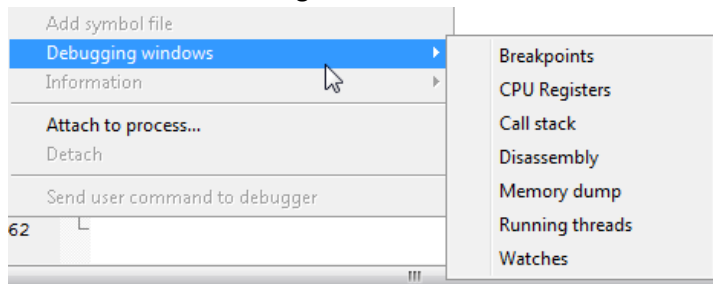 Add symbol file
Debugging windows
Information
Attach to process...
Detach
Send user command to debugger
62
Breakpoints
CPU Registers
Call stack
Disassembly
Memory dump
Running threads
Watches